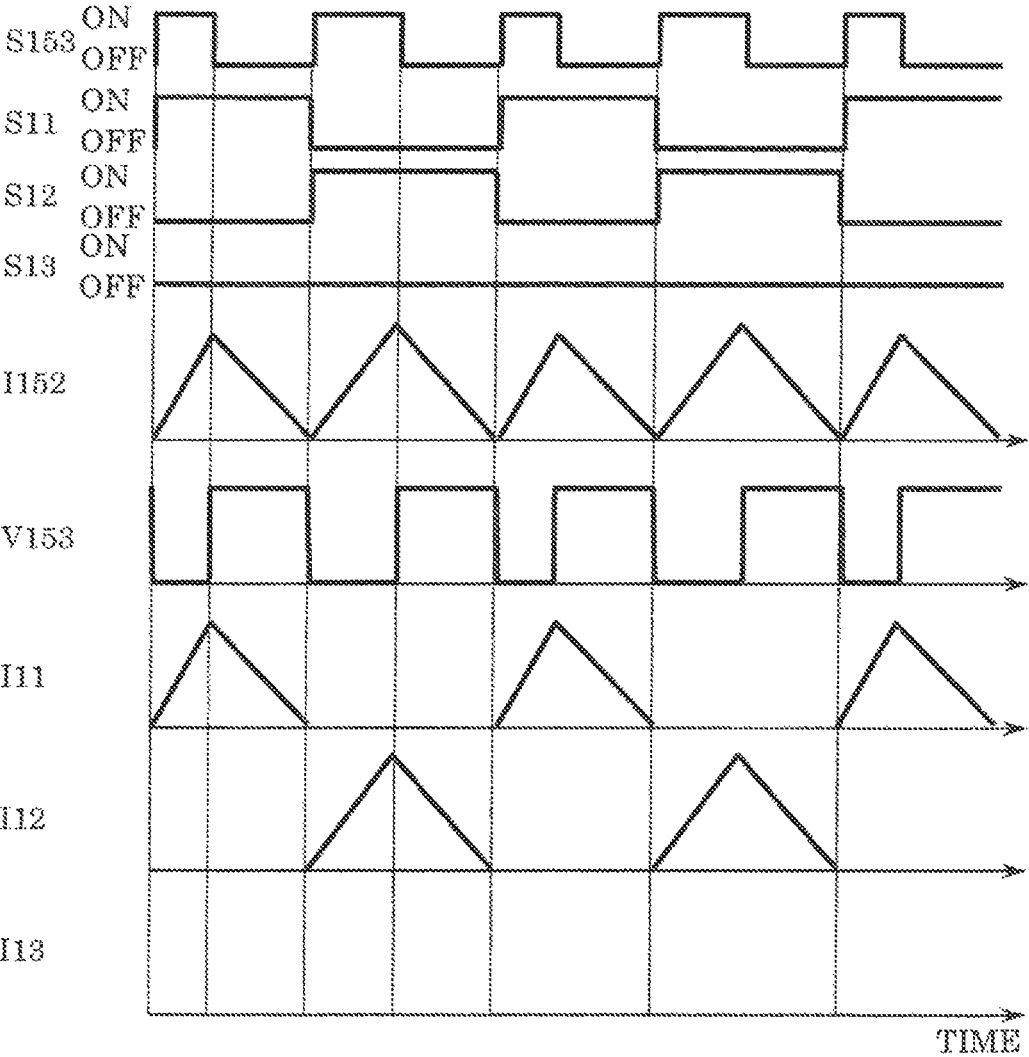 ON
S153
OFF
ON
S11
OFF
ON
S12
OFF
ON
S13
OFF
I152
V153
I11
I12
I13
TIME